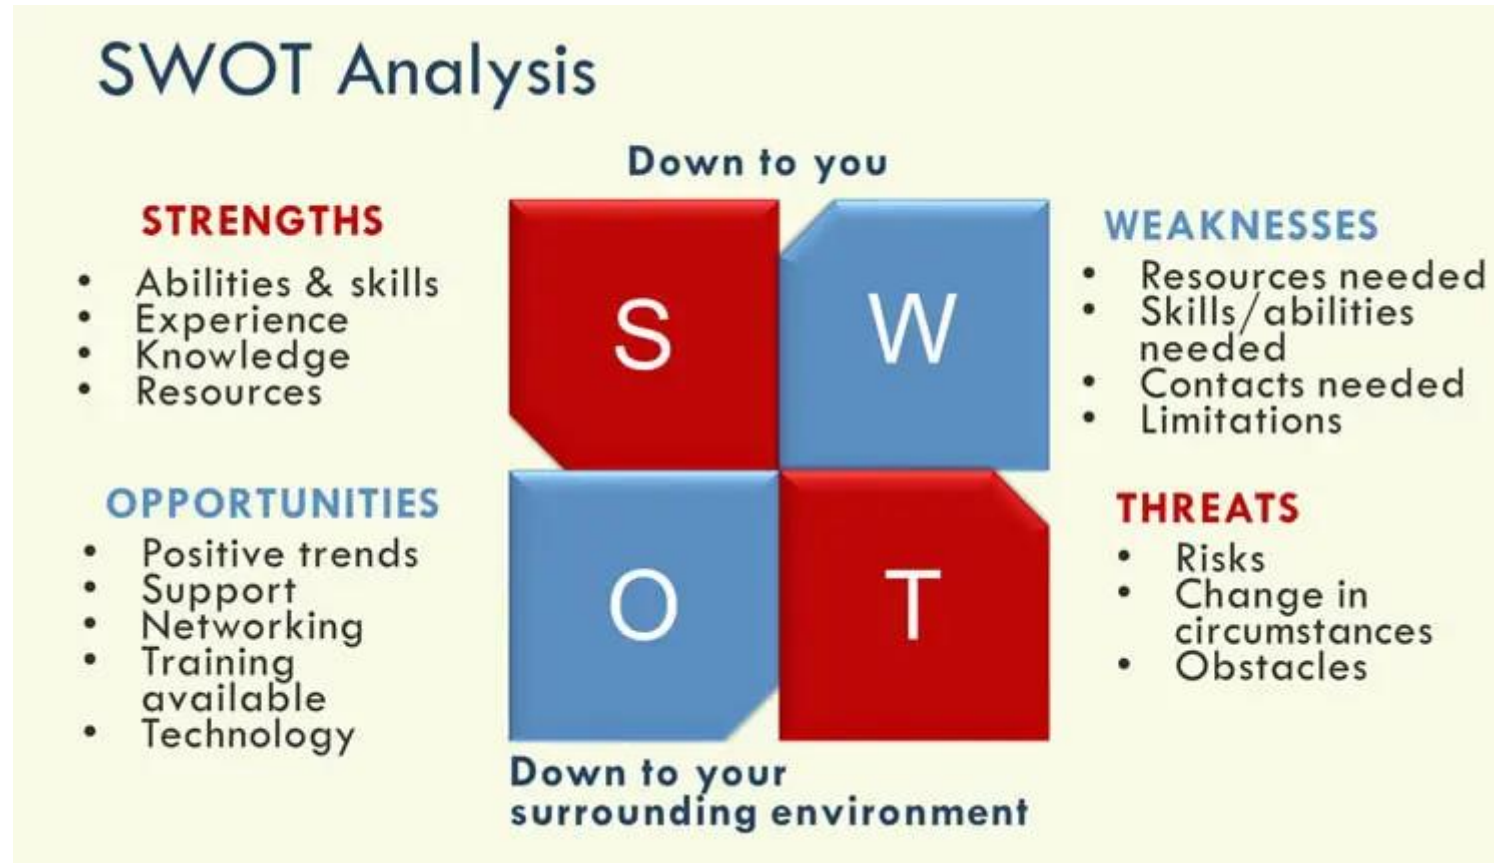 SWOT Analysis
Down to you
STRENGTHS
• Abilities & skills
• Experience
• Knowledge
• Resources
S
W
WEAKNESSES
• Resources needed
• Skills/abilities
needed
• Contacts needed
• Limitations
OPPORTUNITIES
• Positive trends
• Support
• Networking
• Training
available
• Technology
O
T
THREATS
• Risks
• Change in
circumstances
• Obstacles
Down to your
surrounding environment